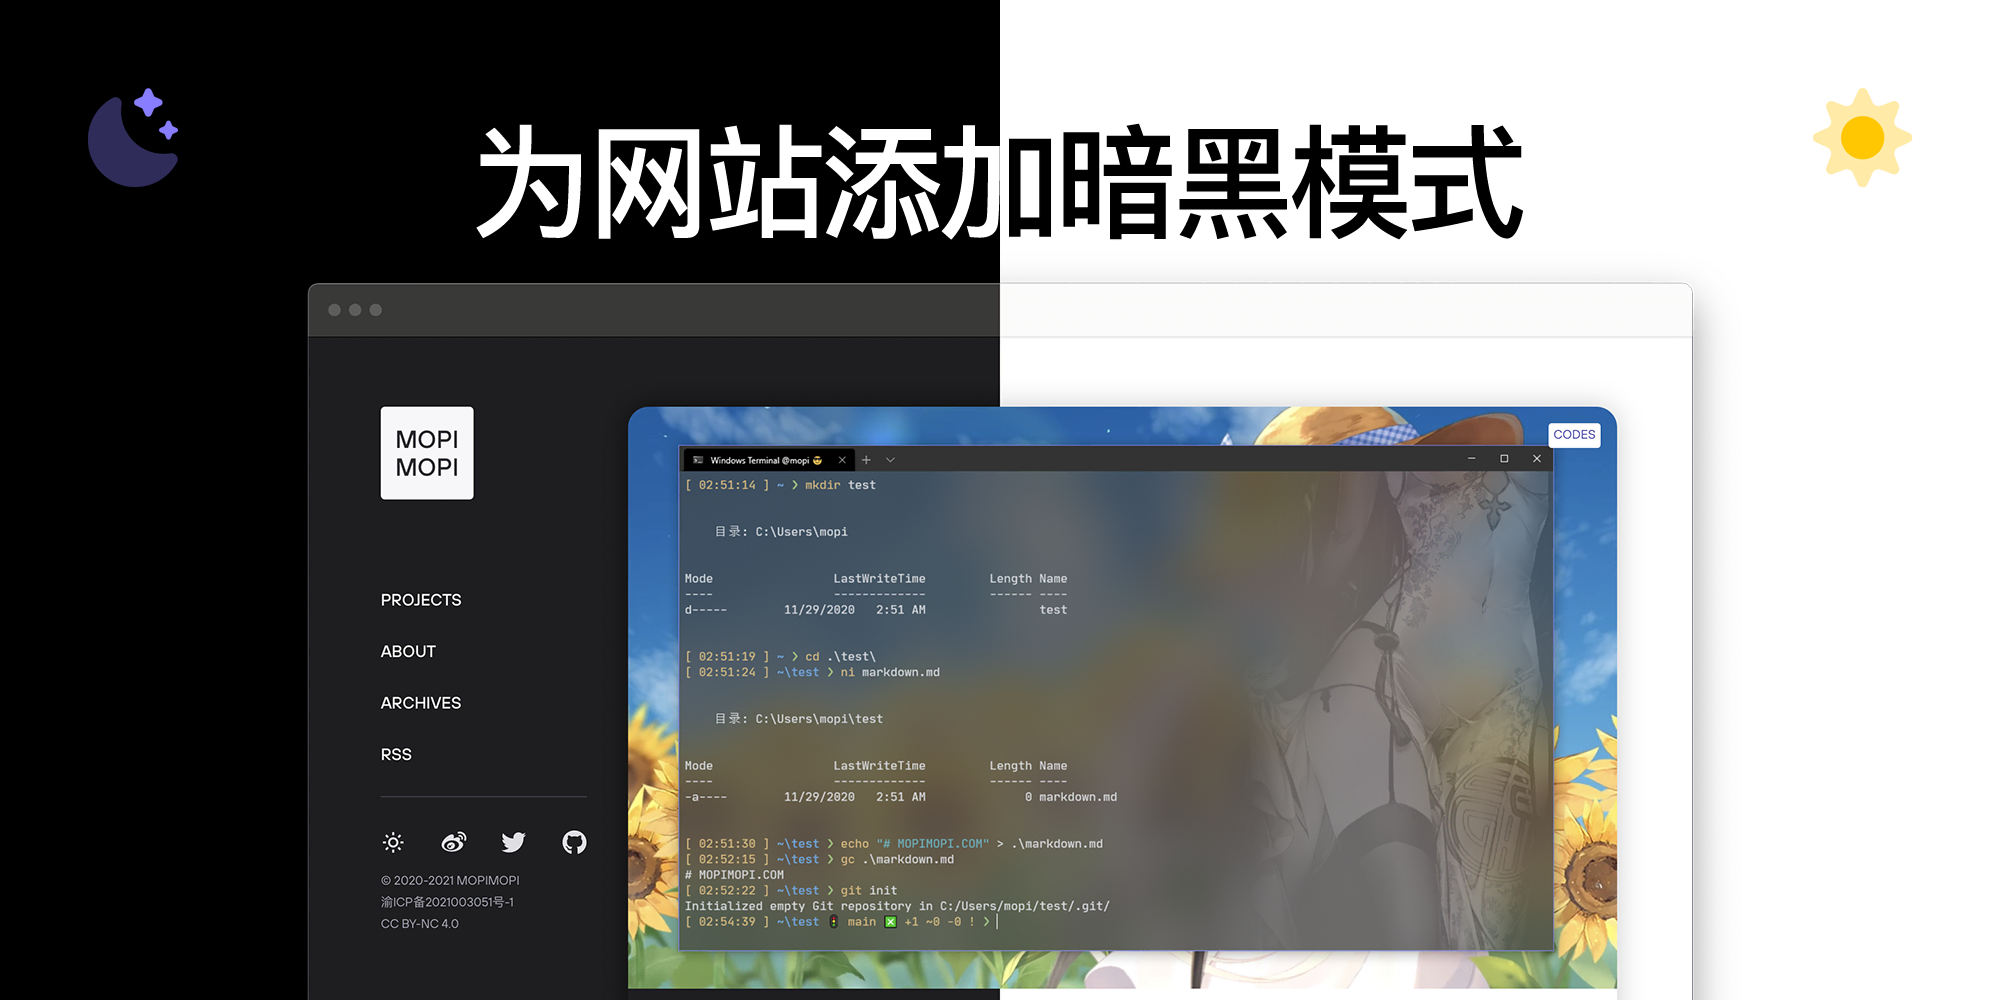 为网站添加暗黑模式
MOPI
MOPI
PROJECTS
ABOUT
ARCHIVES
RSS
© 2020-2021 MOPIMOPI
渝ICP备2021003051号-1
CC BY-NC 4.0
CODES
Windows Terminal @mopi 😎
[ 02:51:14 ] ~ ❯ mkdir test
目录: C:\Users\mopi
Mode LastWriteTime Length Name
---- ------------- ------ ----
d----- 11/29/2020 2:51 AM test
[ 02:51:19 ] ~ ❯ cd .\test\
[ 02:51:24 ] ~\test ❯ ni markdown.md
目录: C:\Users\mopi\test
Mode LastWriteTime Length Name
---- ------------- ------ ----
-a---- 11/29/2020 2:51 AM 0 markdown.md
[ 02:51:30 ] ~\test ❯ echo "# MOPIMOPI.COM" > .\markdown.md
[ 02:52:15 ] ~\test ❯ gc .\markdown.md
# MOPIMOPI.COM
[ 02:52:22 ] ~\test ❯ git init
Initialized empty Git repository in C:/Users/mopi/test/.git/
[ 02:54:39 ] ~\test 🚦 main ❎ +1 ~0 -0 ! ❯